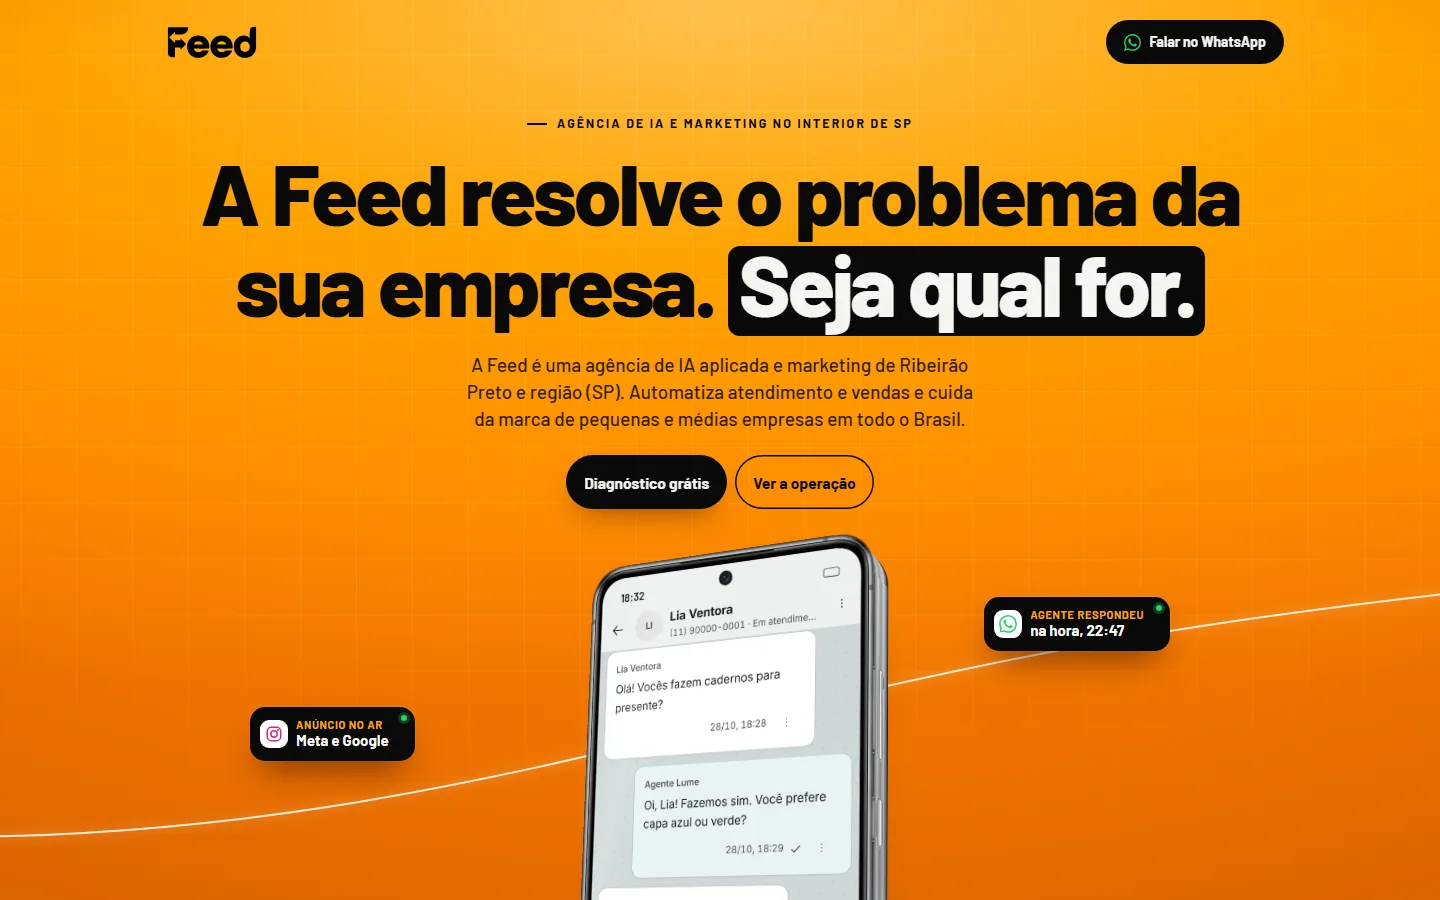 Feed
Falar no WhatsApp
AGÊNCIA DE IA E MARKETING NO INTERIOR DE SP
A Feed resolve o problema da
sua empresa. Seja qual for.
A Feed é uma agência de IA aplicada e marketing de Ribeirão
Preto e região (SP). Automatiza atendimento e vendas e cuida
da marca de pequenas e médias empresas em todo o Brasil.
Diagnóstico grátis
Ver a operação
18:32
LI
Lia Ventora
(11) 90000-0001 · Em atendime...
Lia Ventora
Olá! Vocês fazem cadernos para
presente?
28/10, 18:28
Agente Lume
Oi, Lia! Fazemos sim. Você prefere
capa azul ou verde?
28/10, 18:29
AGENTE RESPONDEU
na hora, 22:47
ANÚNCIO NO AR
Meta e Google